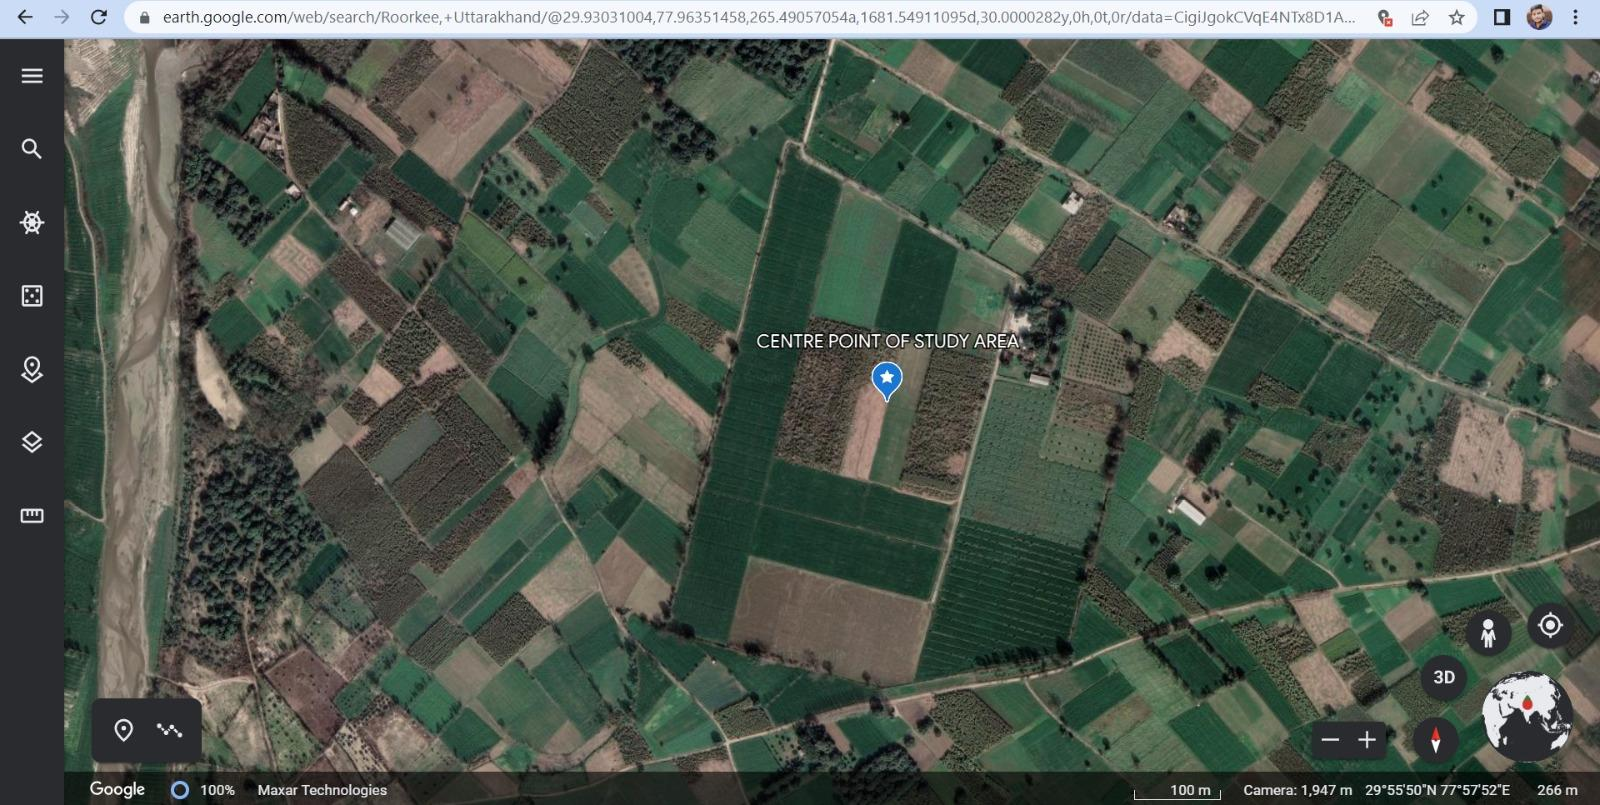 earth.google.com/web/search/Roorkee,+Uttarakhand/@29.93031004,77.96351458,265.49057054a,1681.54911095d,30.0000282y,0h,0t,0r/data=CigiJgokCVqE4NTx8D1A...
CENTRE POINT OF STUDY AREA
3D
Google 100% Maxar Technologies 100 m Camera: 1,947 m 29°55'50"N 77°57'52"E 266 m